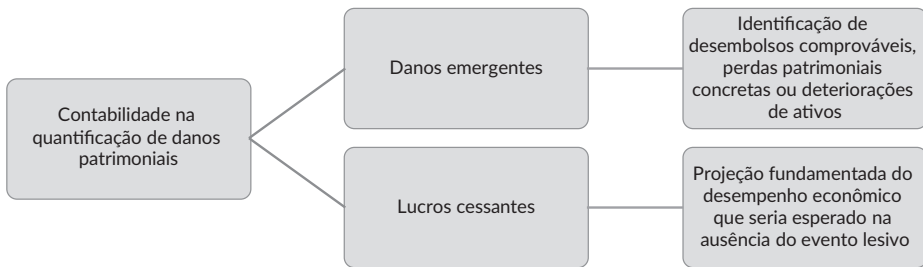 Contabilidade na
quantificação de danos
patrimoniais
Danos emergentes
Identificação de
desembolsos comprováveis,
perdas patrimoniais
concretas ou deteriorações
de ativos
Lucros cessantes
Projeção fundamentada do
desempenho econômico
que seria esperado na
ausência do evento lesivo